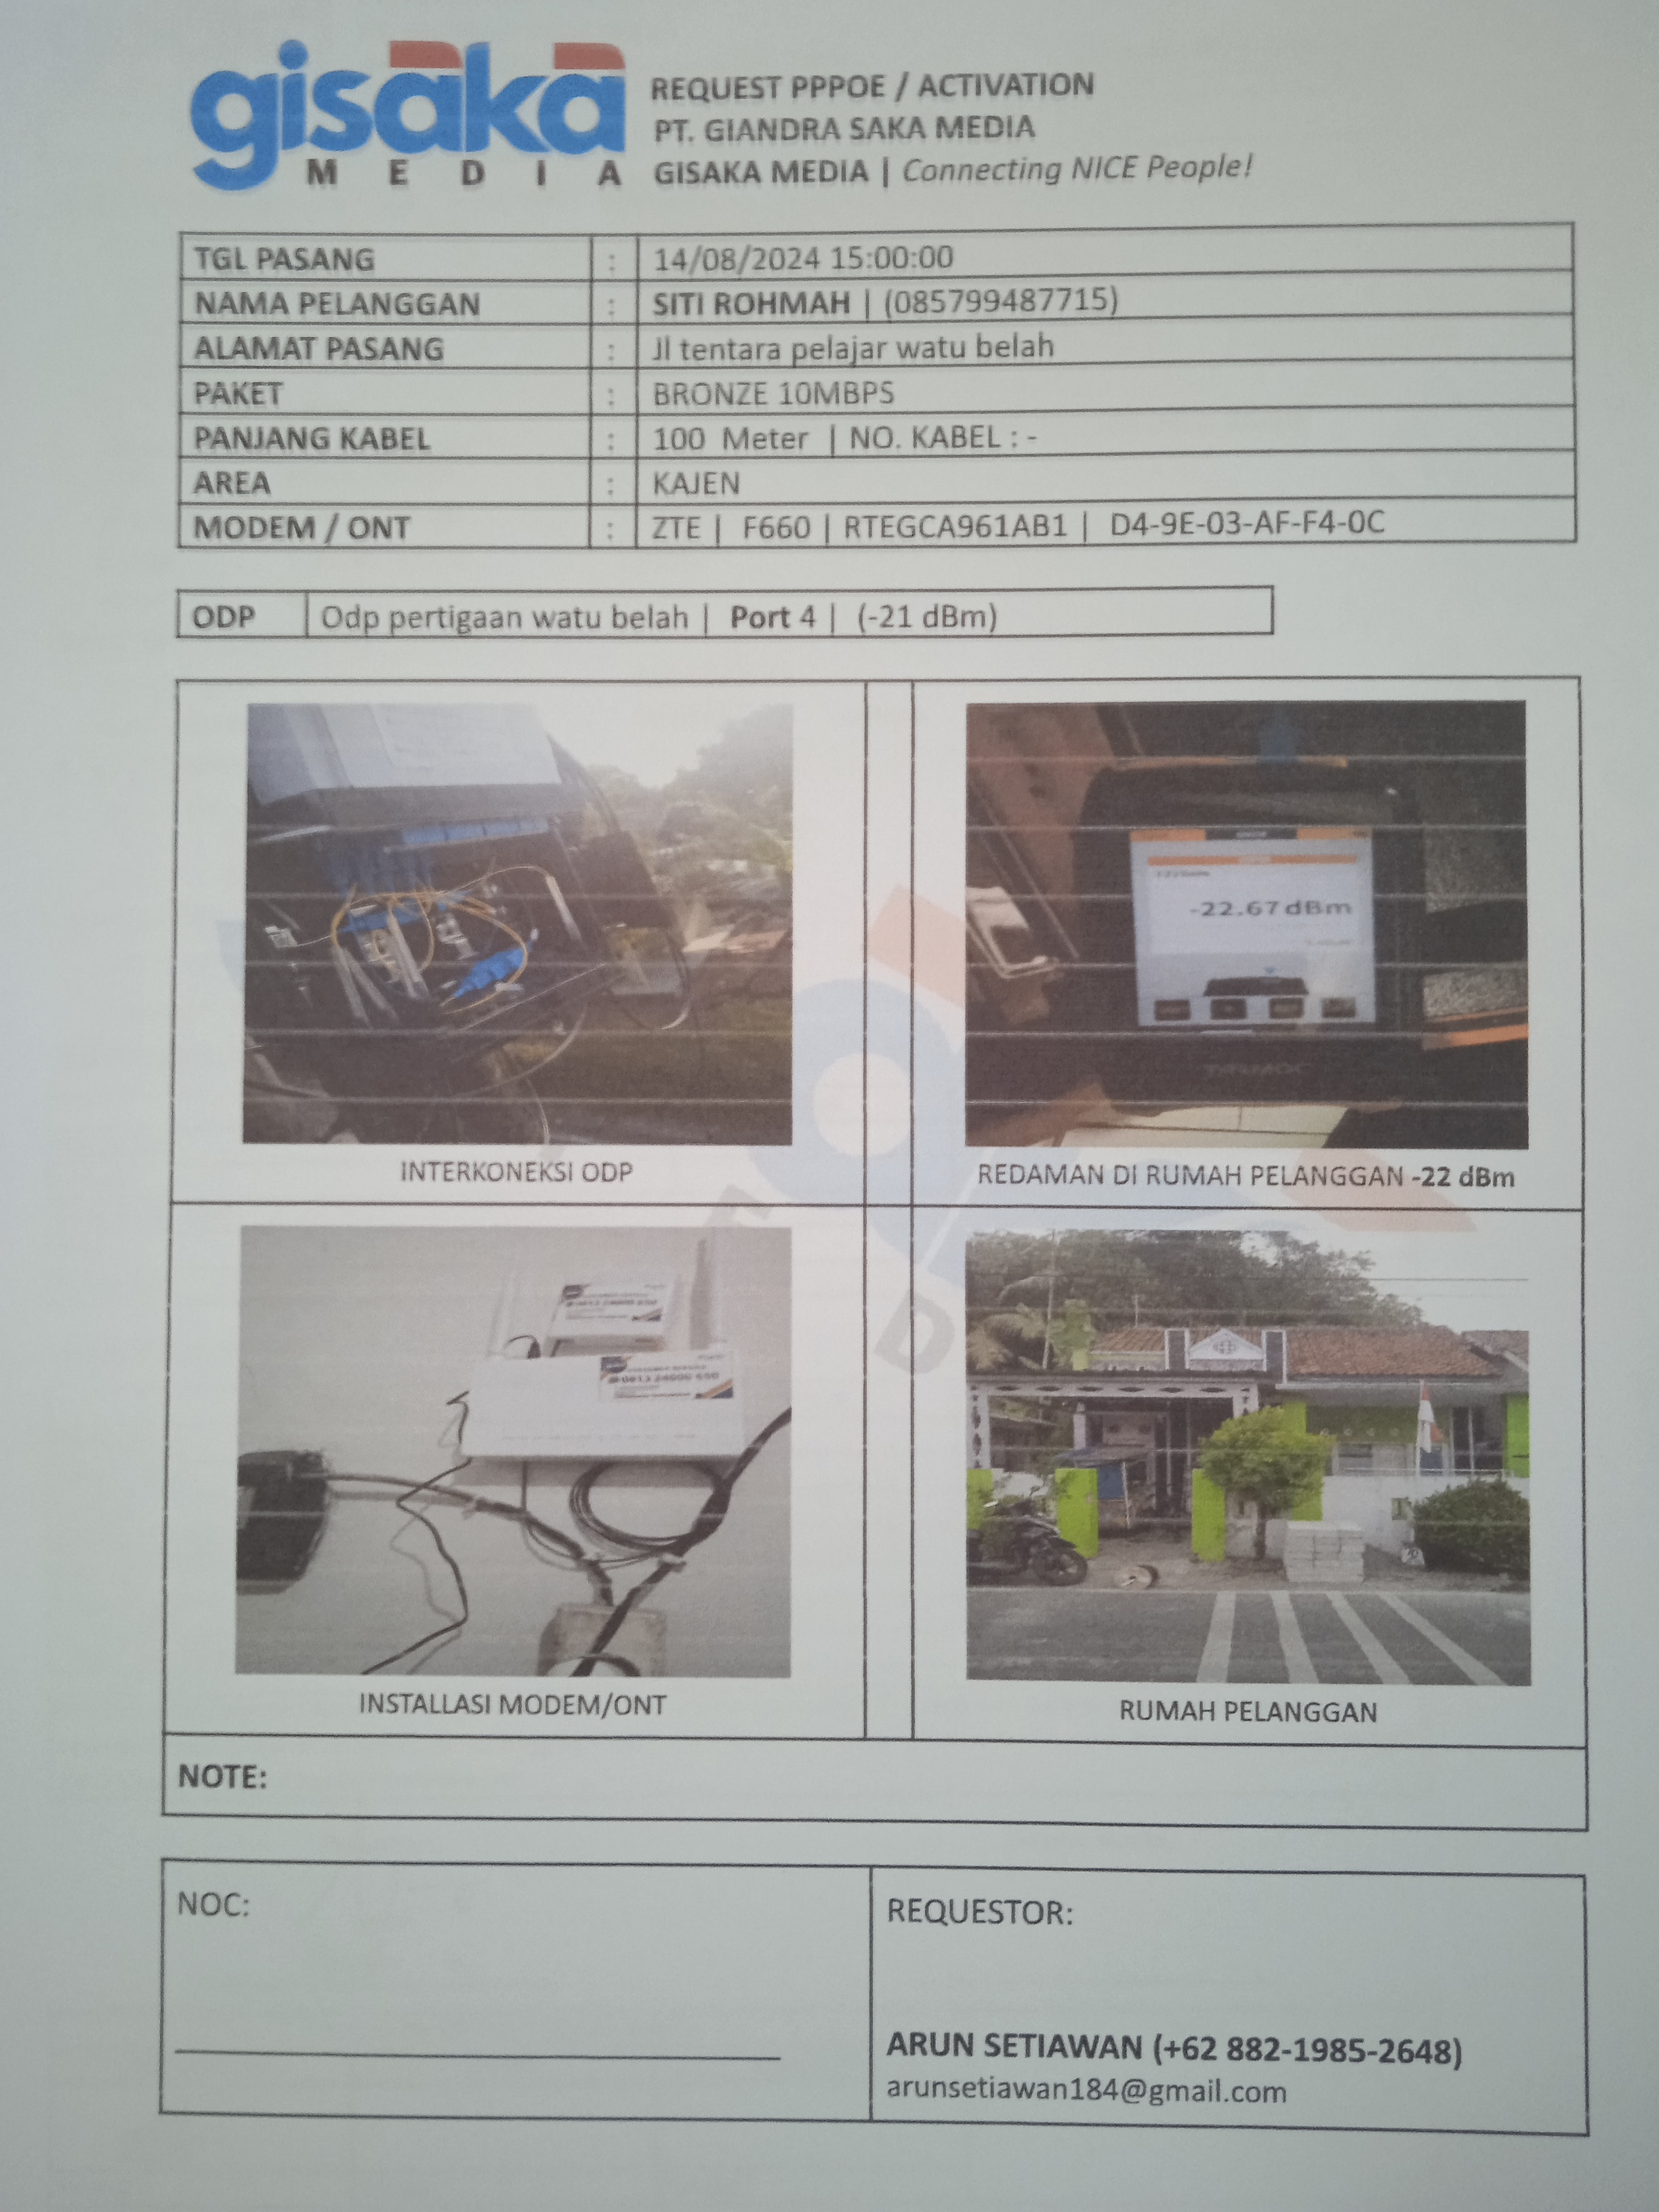 gisaka
MEDIA
REQUEST PPPOE / ACTIVATION
PT. GIANDRA SAKA MEDIA
GISAKA MEDIA | Connecting NICE People!
TGL PASANG : 14/08/2024 15:00:00
NAMA PELANGGAN : SITI ROHMAH | (085799487715)
ALAMAT PASANG : Jl tentara pelajar watu belah
PAKET : BRONZE 10MBPS
PANJANG KABEL : 100 Meter | NO. KABEL : -
AREA : KAJEN
MODEM / ONT : ZTE | F660 | RTEGCA961AB1 | D4-9E-03-AF-F4-0C
ODP Odp pertigaan watu belah | Port 4 | (-21 dBm)
-22.67dBm
INTERKONEKSI ODP
REDAMAN DI RUMAH PELANGGAN -22 dBm
INSTALLASI MODEM/ONT
RUMAH PELANGGAN
NOTE:
NOC:
REQUESTOR:
ARUN SETIAWAN (+62 882-1985-2648)
arunsetiawan184@gmail.com